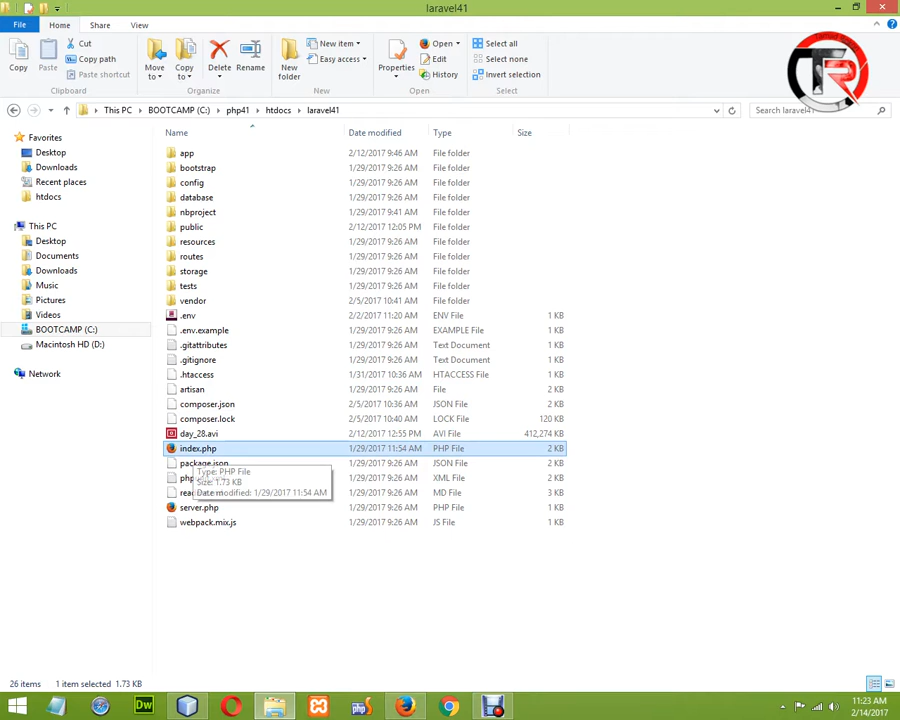 laravel41
File Home Share View
Copy
Paste
Cut
Copy path
Paste shortcut
Clipboard
Move to
Copy to
Delete
Rename
Organize
New folder
New item
Easy access
New
Properties
Open
Edit
History
Open
Select all
Select none
Invert selection
Select
TR
This PC BOOTCAMP (C:) php41 htdocs laravel41
Search laravel41
Favorites
Desktop
Downloads
Recent places
htdocs
This PC
Desktop
Documents
Downloads
Music
Pictures
Videos
BOOTCAMP (C:)
Macintosh HD (D:)
Network
Name Date modified Type Size
app 2/12/2017 9:46 AM File folder
bootstrap 1/29/2017 9:26 AM File folder
config 1/29/2017 9:26 AM File folder
database 1/29/2017 9:26 AM File folder
nbproject 1/29/2017 9:41 AM File folder
public 2/12/2017 12:05 PM File folder
resources 1/29/2017 9:26 AM File folder
routes 1/29/2017 9:26 AM File folder
storage 1/29/2017 9:26 AM File folder
tests 1/29/2017 9:26 AM File folder
vendor 2/5/2017 10:41 AM File folder
.env 2/2/2017 11:20 AM ENV File 1 KB
.env.example 1/29/2017 9:26 AM EXAMPLE File 1 KB
.gitattributes 1/29/2017 9:26 AM Text Document 1 KB
.gitignore 1/29/2017 9:26 AM Text Document 1 KB
.htaccess 1/31/2017 10:36 AM HTACCESS File 1 KB
artisan 1/29/2017 9:26 AM File 2 KB
composer.json 2/5/2017 10:36 AM JSON File 2 KB
composer.lock 2/5/2017 10:40 AM LOCK File 120 KB
day_28.avi 2/12/2017 12:55 PM AVI File 412,274 KB
index.php 1/29/2017 11:54 AM PHP File 2 KB
package.json 1/29/2017 9:26 AM JSON File 1 KB
Type: PHP File
Size: 1.73 KB
Date modified: 1/29/2017 11:54 AM
php 1/29/2017 9:26 AM XML File 2 KB
rea 1/29/2017 9:26 AM MD File 3 KB
server.php 1/29/2017 9:26 AM PHP File 1 KB
webpack.mix.js 1/29/2017 9:26 AM JS File 1 KB
26 items 1 item selected 1.73 KB
Dw
11:23 AM
2/14/2017